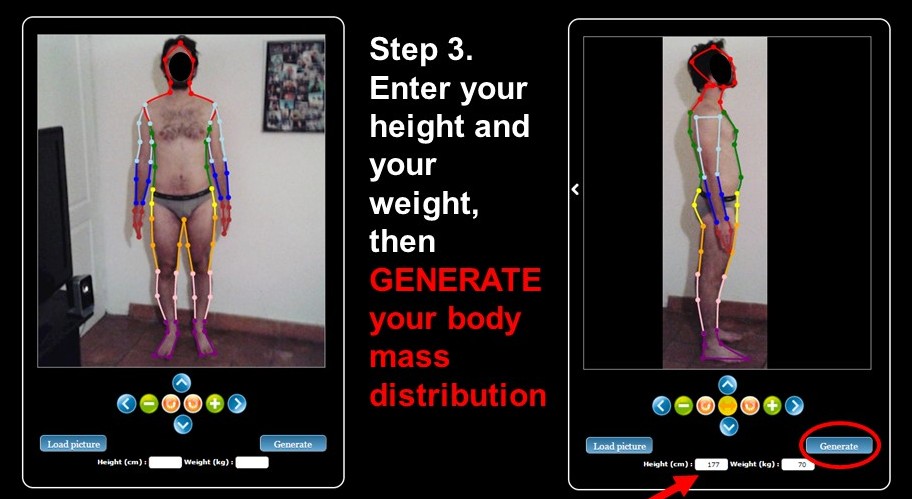 Step 3.
Enter your
height and
your
weight,
then
GENERATE
your body
mass
distribution
Load picture
Generate
Height (cm) :
Weight (kg) :
Load picture
Generate
Height (cm) : 177 Weight (kg) : 70